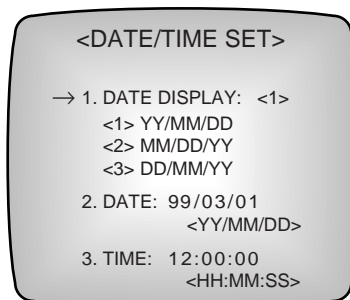 <DATE/TIME SET>
→ 1. DATE DISPLAY: <1>
<1> YY/MM/DD
<2> MM/DD/YY
<3> DD/MM/YY
2. DATE: 99/03/01
<YY/MM/DD>
3. TIME: 12:00:00
<HH:MM:SS>